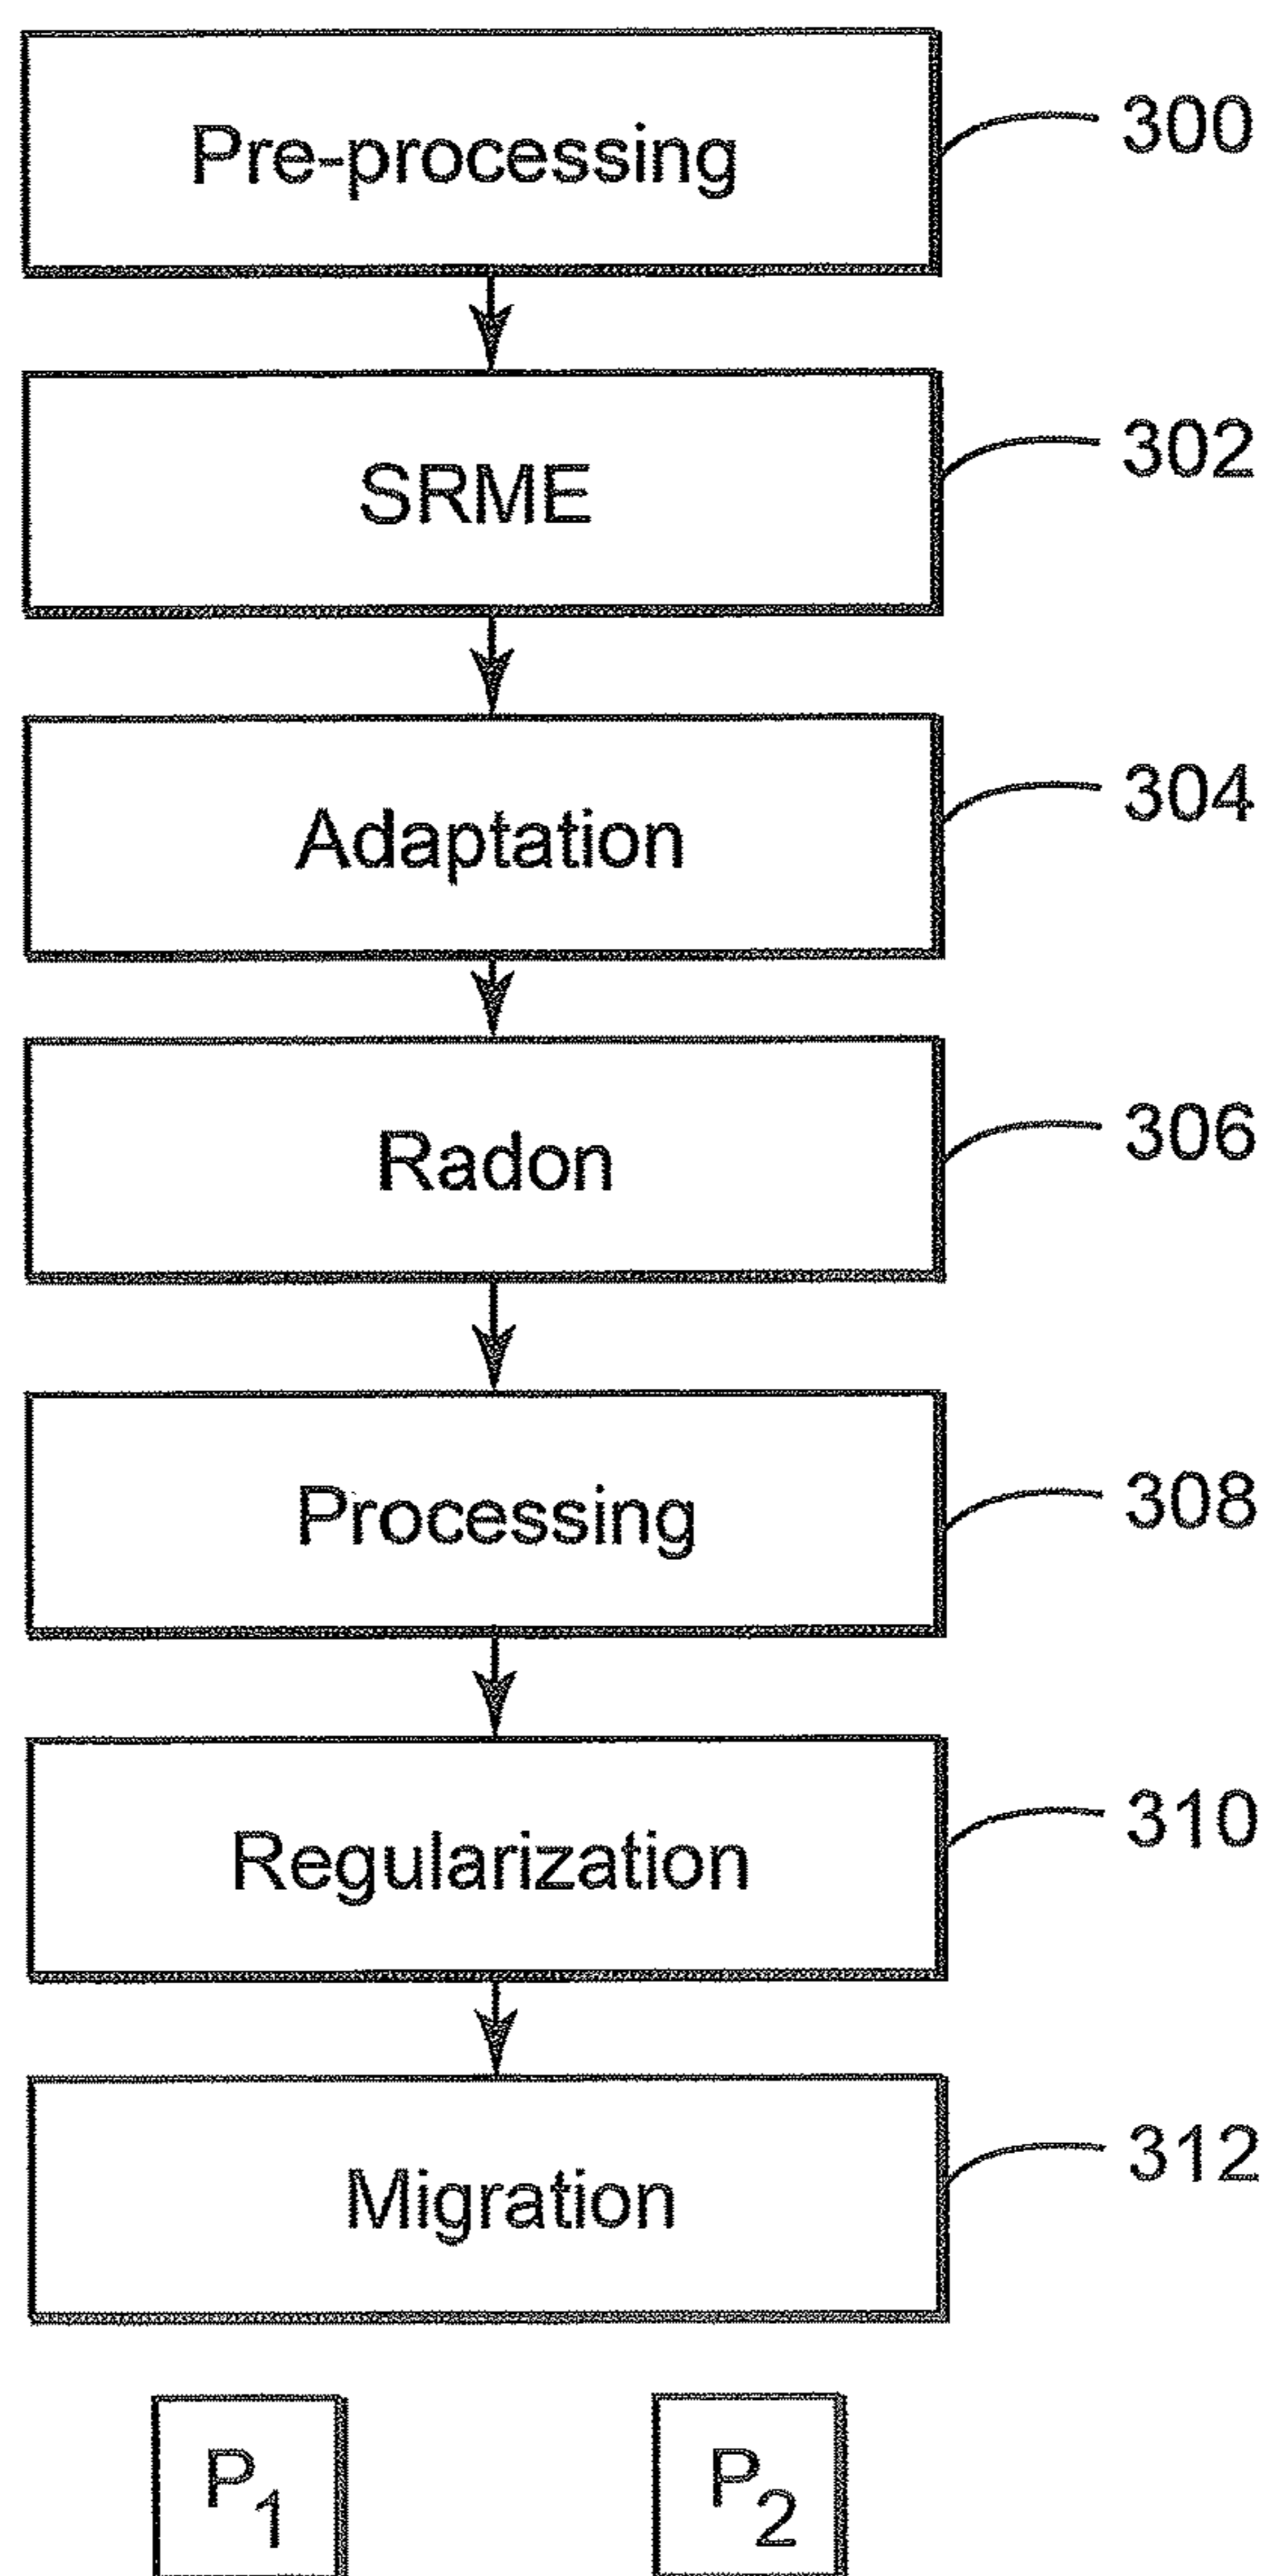 Pre-processing 300
SRME 302
Adaptation 304
Radon 306
Processing 308
Regularization 310
Migration 312
P1 P2